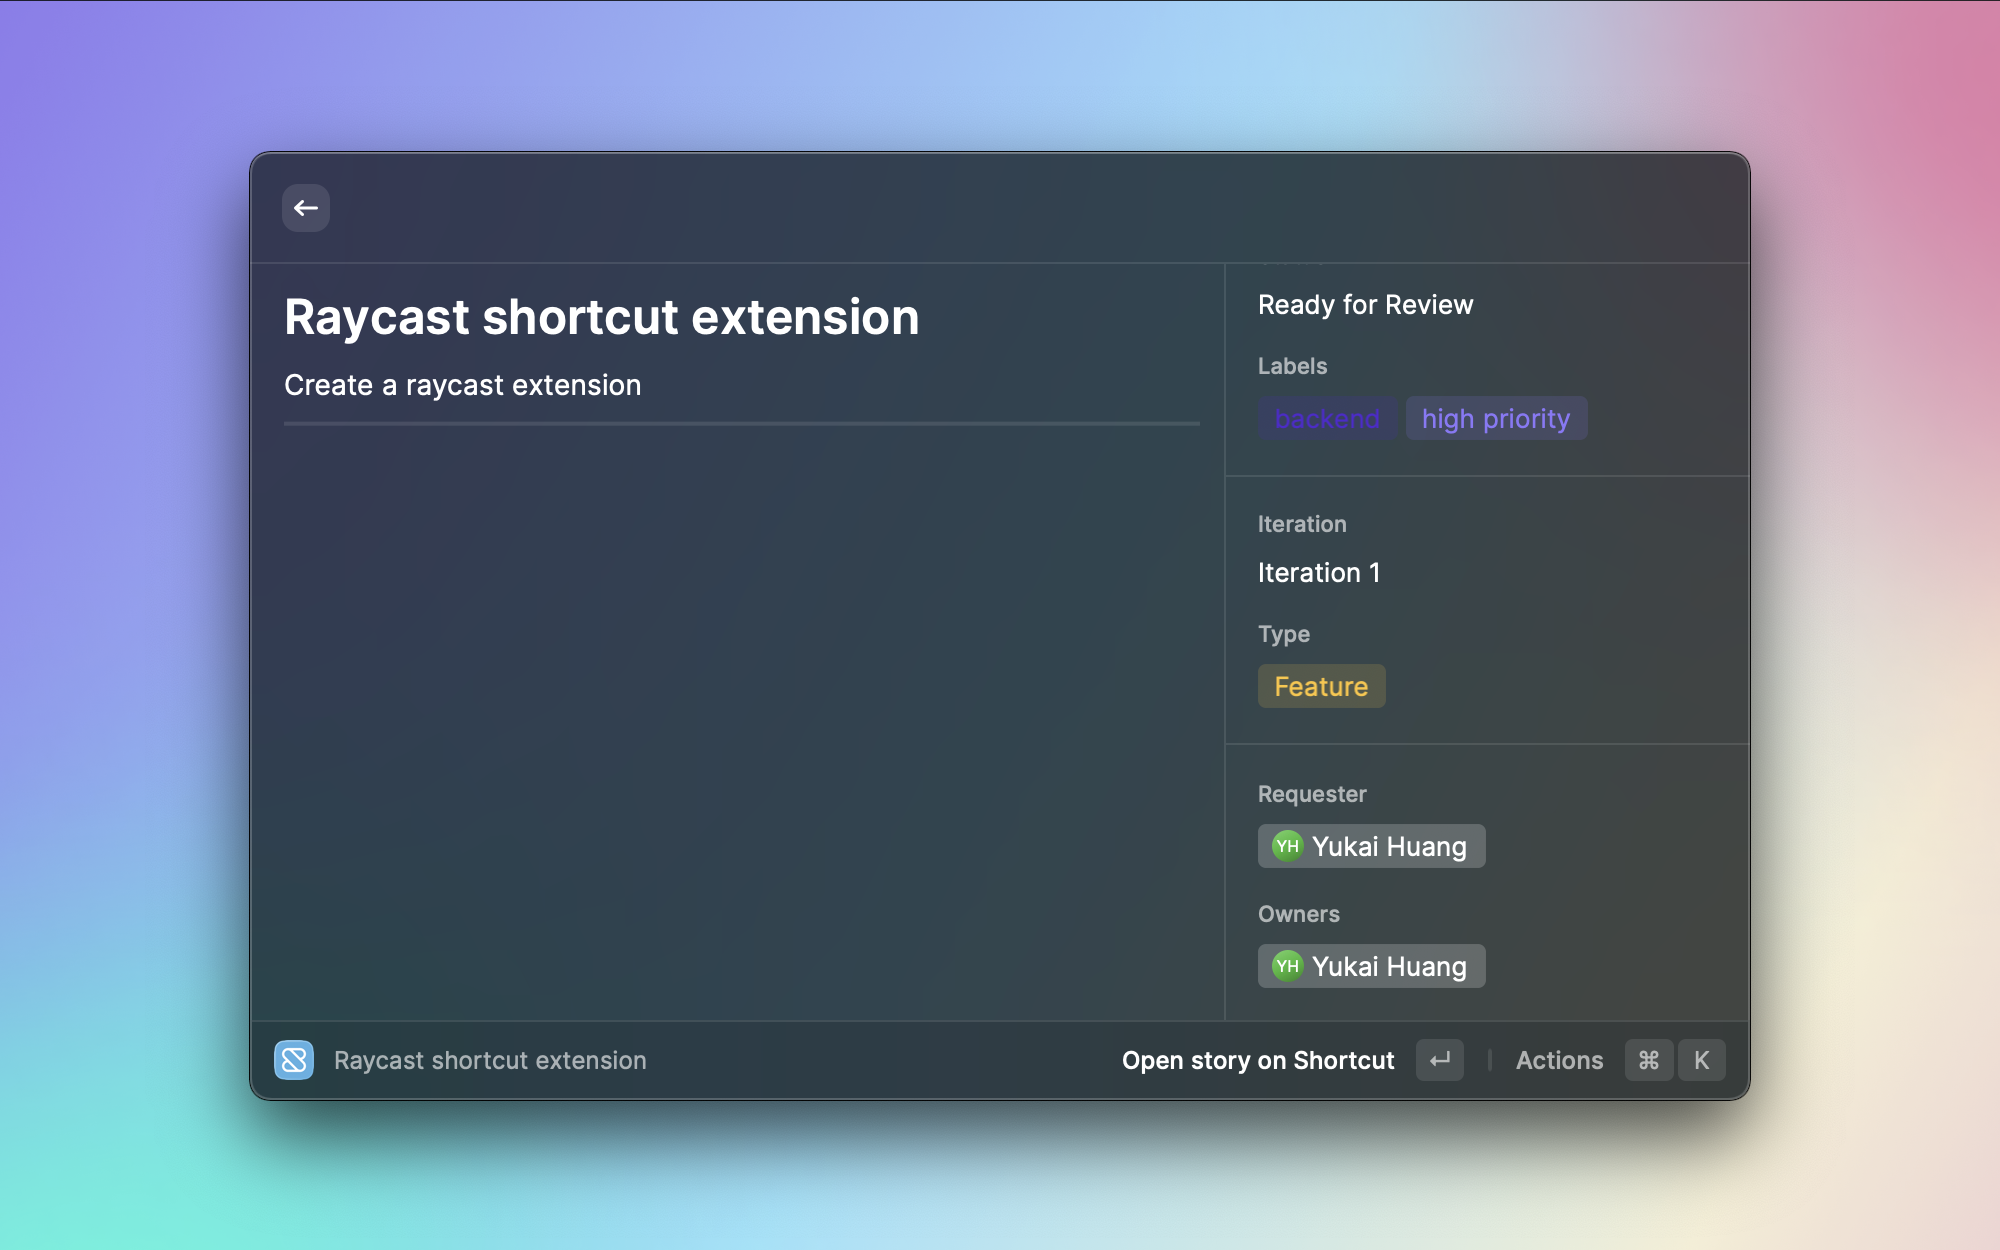 Raycast shortcut extension
Create a raycast extension
Ready for Review
Labels
backend high priority
Iteration
Iteration 1
Type
Feature
Requester
YH Yukai Huang
Owners
YH Yukai Huang
Raycast shortcut extension
Open story on Shortcut ↵ | Actions ⌘ K